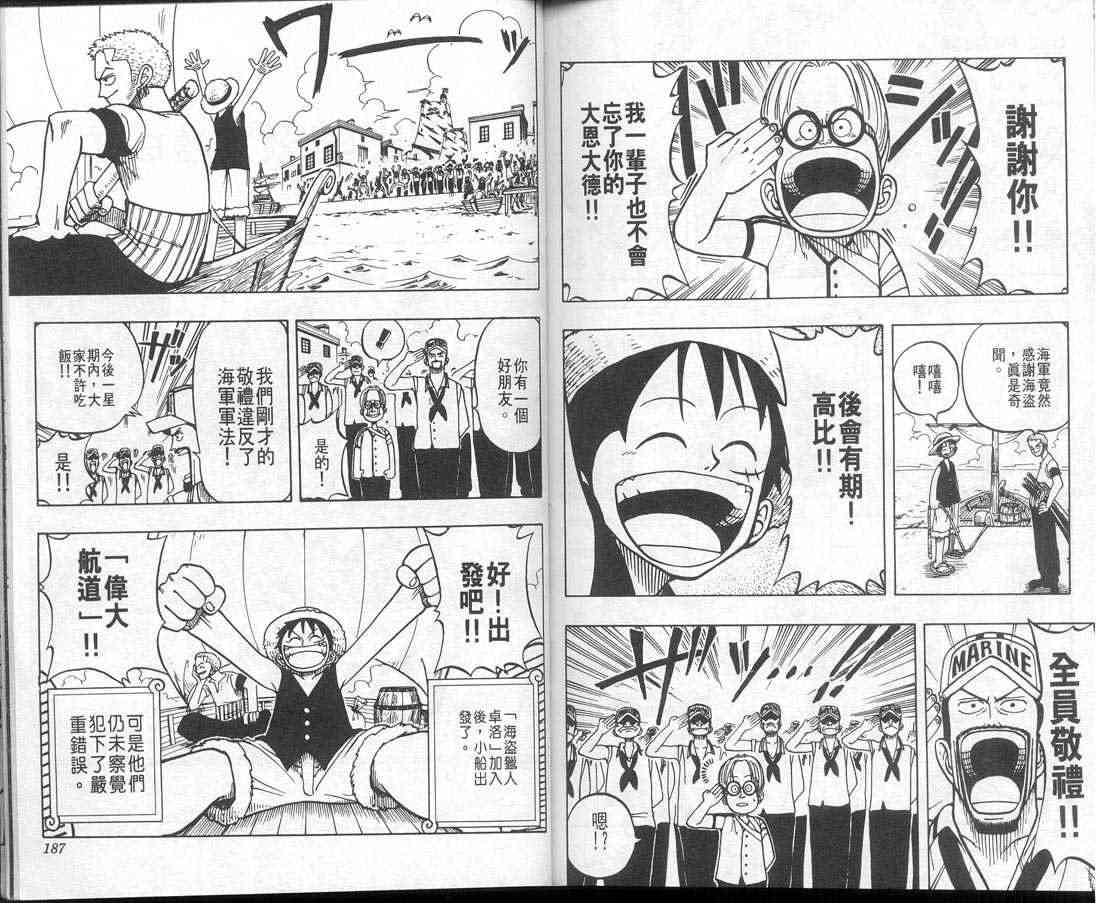 謝謝你!!
我一輩子也不會
忘了你的
大恩大德!!
海軍竟然
感謝海盜
，眞是奇
聞。
嘻嘻
嘻！
後會有期！
高比!!
MARINE
全員敬禮!!
嗯!?
ワーッ
你有一個
好朋友。
!!
是的！
我們剛才的
敬禮違反了
海軍軍法！
今後一星
期內，大
家不許吃
飯!!
是!!
好！出
發吧!!
「偉大
航道」!!
「海盜獵人
卓洛」加入
後，小船出
發了。
可是他們
仍未察覺
犯下了嚴
重錯誤。
187